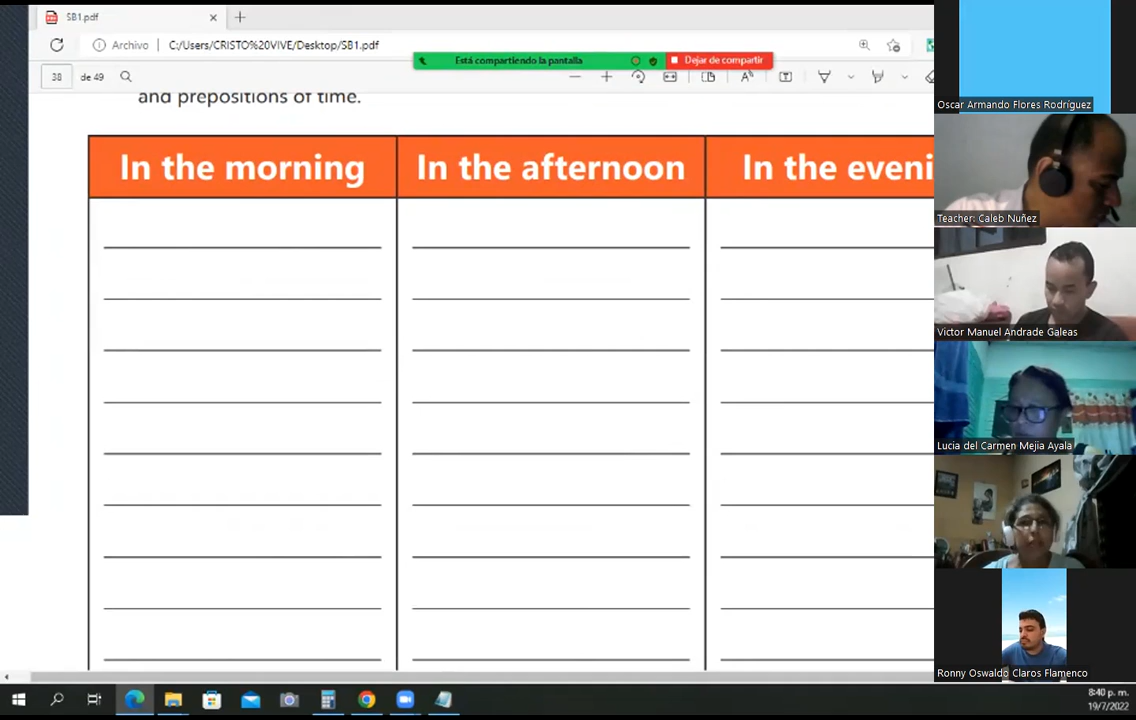 SB1.pdf
Archivo | C:/Users/CRISTO%20VIVE/Desktop/SB1.pdf
Está compartiendo la pantalla
Dejar de compartir
38 de 49
and prepositions of time.
In the morning
In the afternoon
In the eveni
Oscar Armando Flores Rodríguez
Teacher: Caleb Nuñez
Victor Manuel Andrade Galeas
Lucia del Carmen Mejia Ayala
Ronny Oswaldo Claros Flamenco
8:40 p. m.
19/7/2022